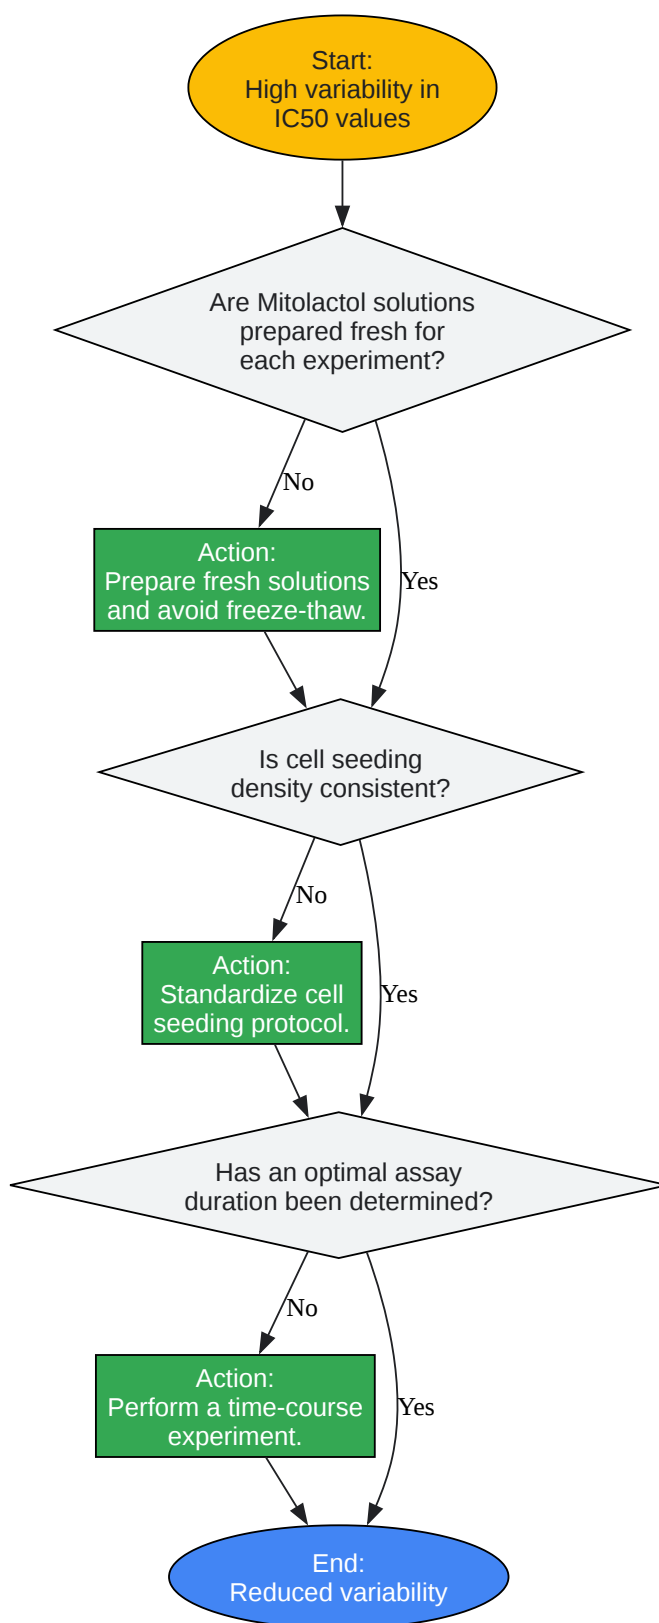 Start:
High variability in
IC50 values
Are Mitolactol solutions
prepared fresh for
each experiment?
No
Yes
Action:
Prepare fresh solutions
and avoid freeze-thaw.
Is cell seeding
density consistent?
No
Yes
Action:
Standardize cell
seeding protocol.
Has an optimal assay
duration been determined?
No
Yes
Action:
Perform a time-course
experiment.
End:
Reduced variability